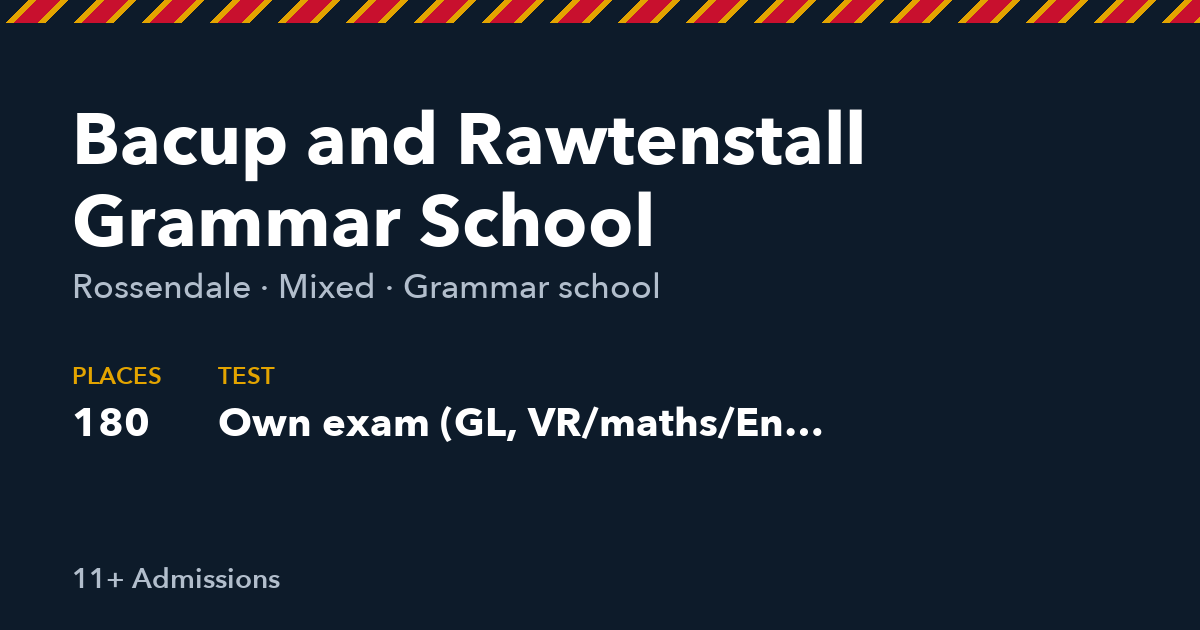 Bacup and Rawtenstall
Grammar School
Rossendale · Mixed · Grammar school
PLACES TEST
180 Own exam (GL, VR/maths/En...
11+ Admissions